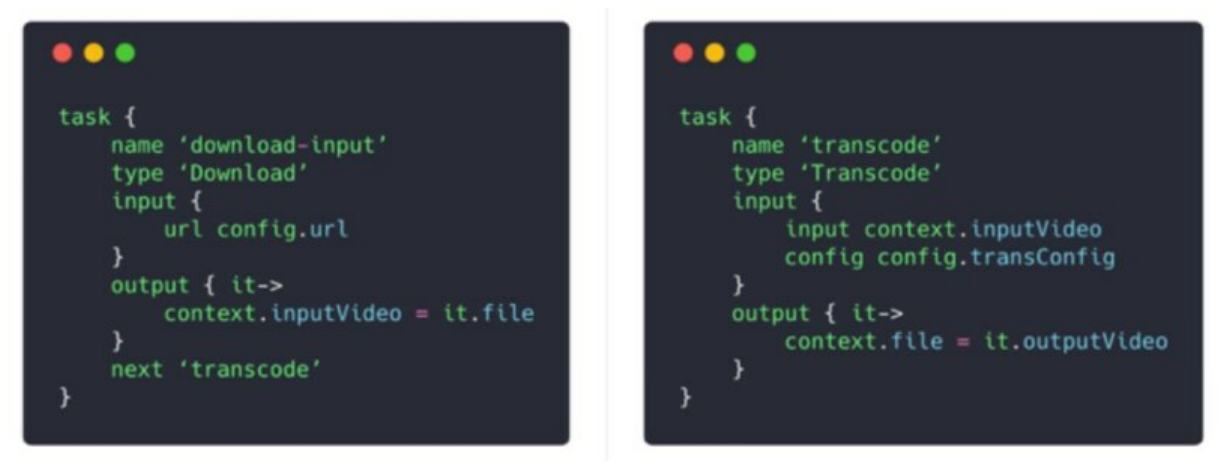 task {
    name ‘download-input’
    type ‘Download’
    input {
        url config.url
    }
    output { it->
        context.inputVideo = it.file
    }
    next ‘transcode’
}
task {
    name ‘transcode’
    type ‘Transcode’
    input {
        input context.inputVideo
        config config.transConfig
    }
    output { it->
        context.file = it.outputVideo
    }
}